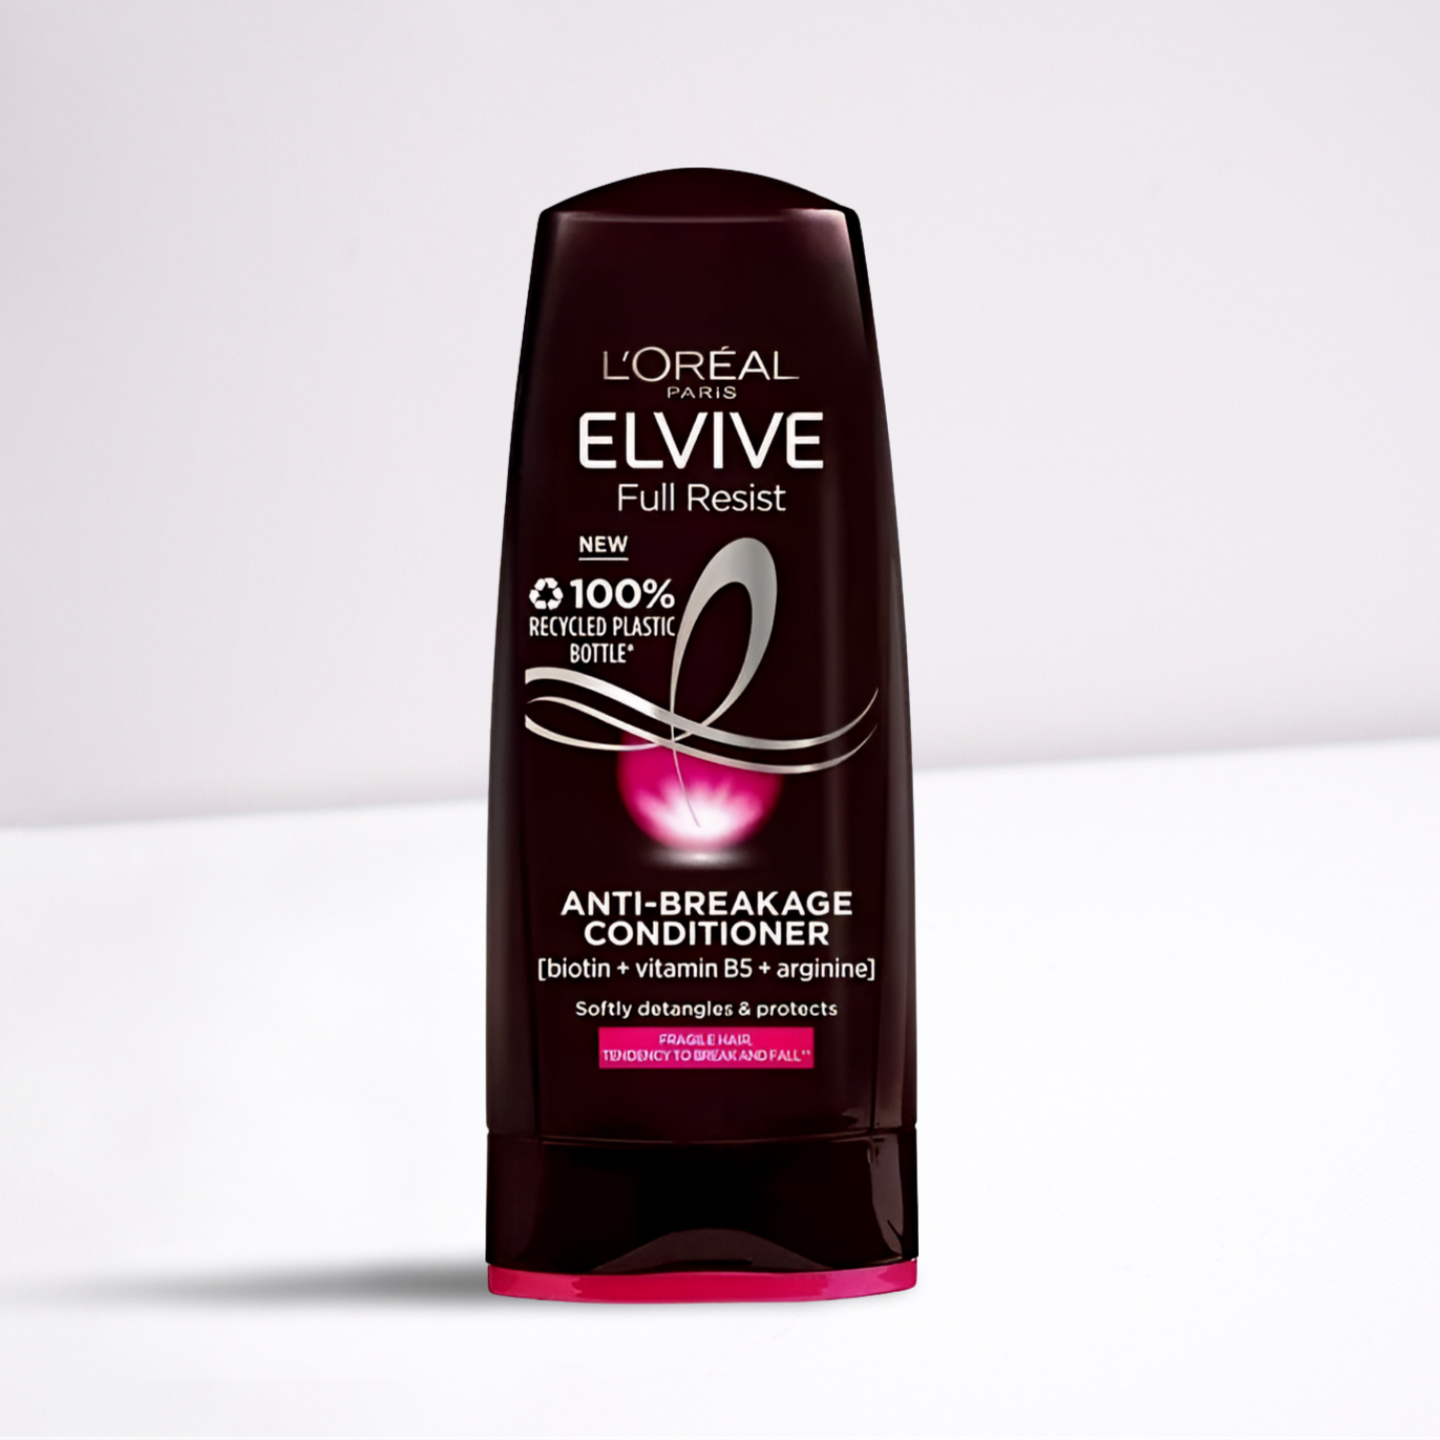 L'ORÉAL
PARIS
ELVIVE
Full Resist
NEW
100%
RECYCLED PLASTIC
BOTTLE*
ANTI-BREAKAGE
CONDITIONER
[biotin + vitamin B5 + arginine]
Softly detangles & protects
FRAGILE HAIR,
TENDENCY TO BREAK AND FALL**